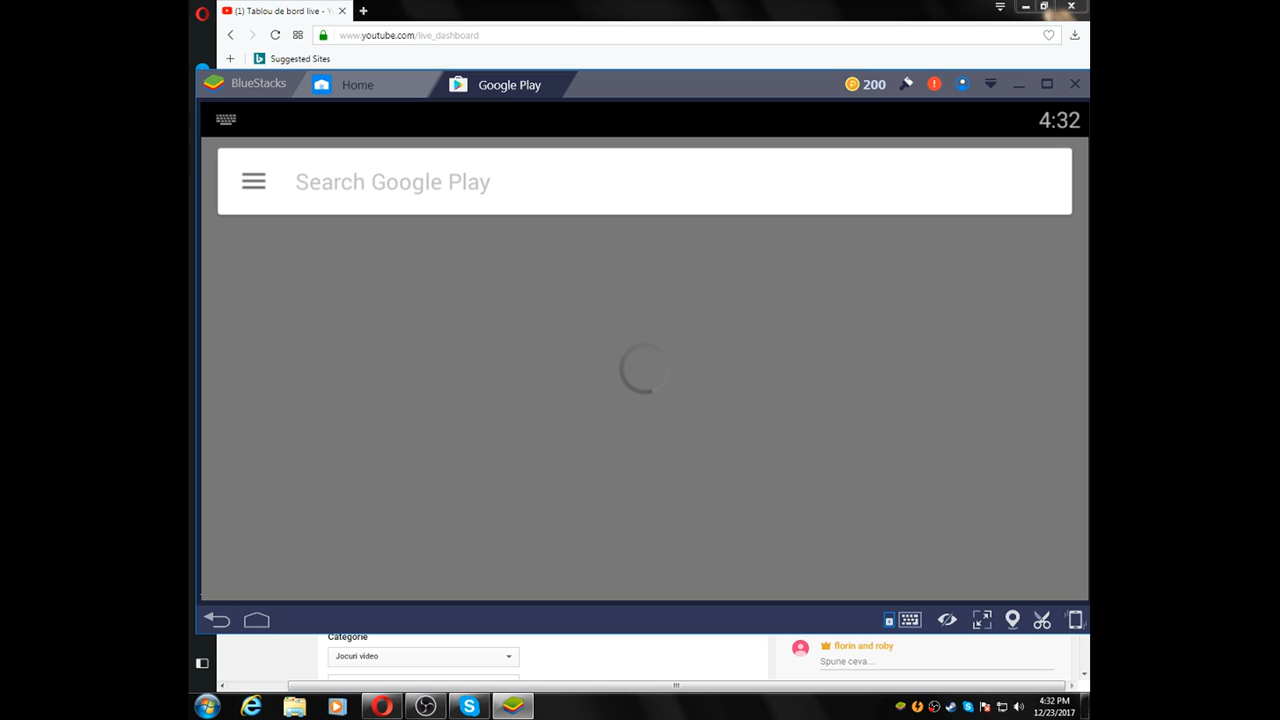 (1) Tablou de bord live - Y
www.youtube.com/live_dashboard
Suggested Sites
BlueStacks
Home
Google Play
200
4:32
Search Google Play
Categorie
Jocuri video
florin and roby
Spune ceva...
4:32 PM
12/23/2017